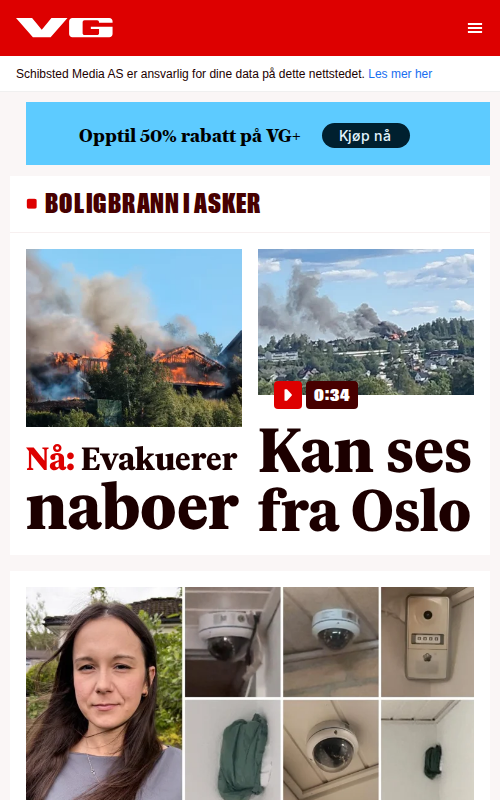 VG
Schibsted Media AS er ansvarlig for dine data på dette nettstedet. Les mer her
Opptil 50% rabatt på VG+ Kjøp nå
BOLIGBRANN I ASKER
0:34
Nå: Evakuerer
naboer
Kan ses
fra Oslo